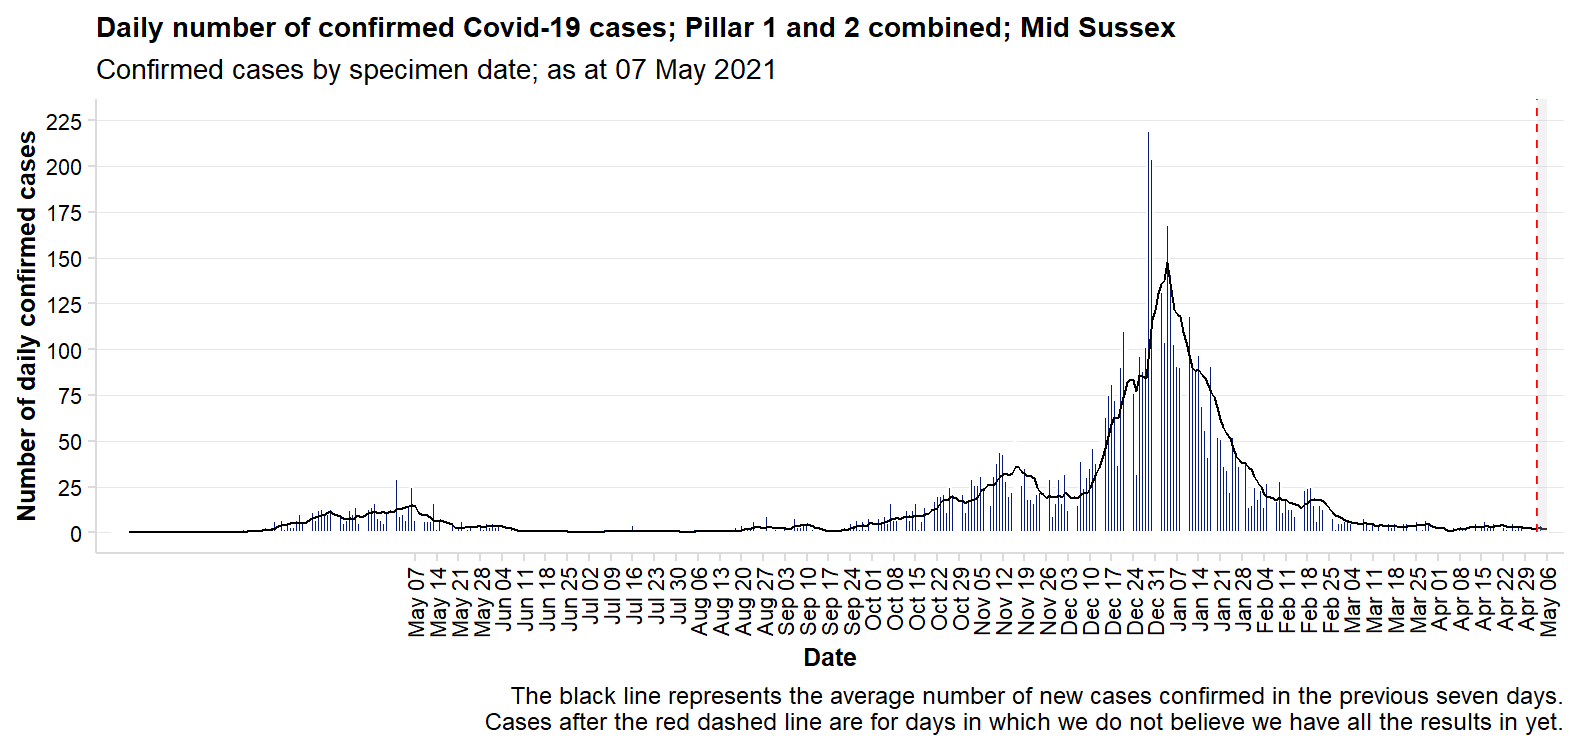 Daily number of confirmed Covid-19 cases; Pillar 1 and 2 combined; Mid Sussex
Confirmed cases by specimen date; as at 07 May 2021
Number of daily confirmed cases
225
200
175
150
125
100
75
50
25
0
May 07
May 14
May 21
May 28
Jun 04
Jun 11
Jun 18
Jun 25
Jul 02
Jul 09
Jul 16
Jul 23
Jul 30
Aug 06
Aug 13
Aug 20
Aug 27
Sep 03
Sep 10
Sep 17
Sep 24
Oct 01
Oct 08
Oct 15
Oct 22
Oct 29
Nov 05
Nov 12
Nov 19
Nov 26
Dec 03
Dec 10
Dec 17
Dec 24
Dec 31
Jan 07
Jan 14
Jan 21
Jan 28
Feb 04
Feb 11
Feb 18
Feb 25
Mar 04
Mar 11
Mar 18
Mar 25
Apr 01
Apr 08
Apr 15
Apr 22
Apr 29
May 06
Date
The black line represents the average number of new cases confirmed in the previous seven days.
Cases after the red dashed line are for days in which we do not believe we have all the results in yet.